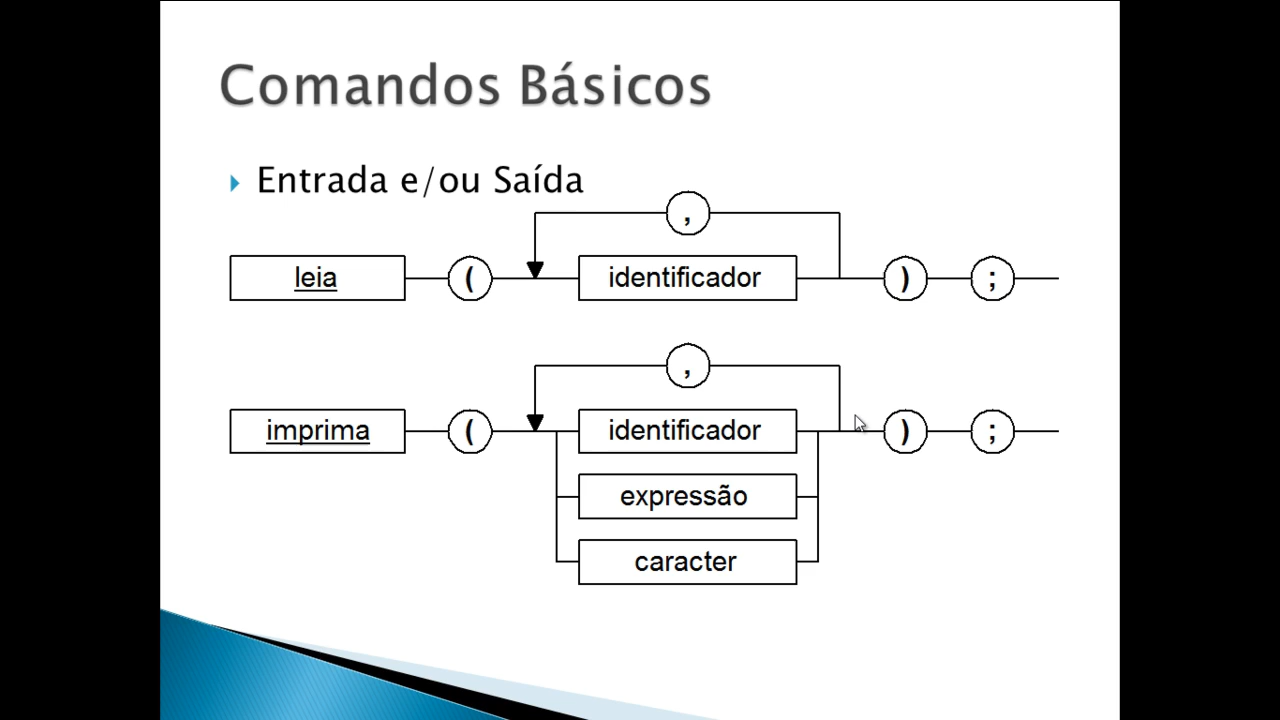 Comandos Básicos
Entrada e/ou Saída
,
leia ( identificador ) ;
,
imprima ( identificador ) ;
expressão
caracter